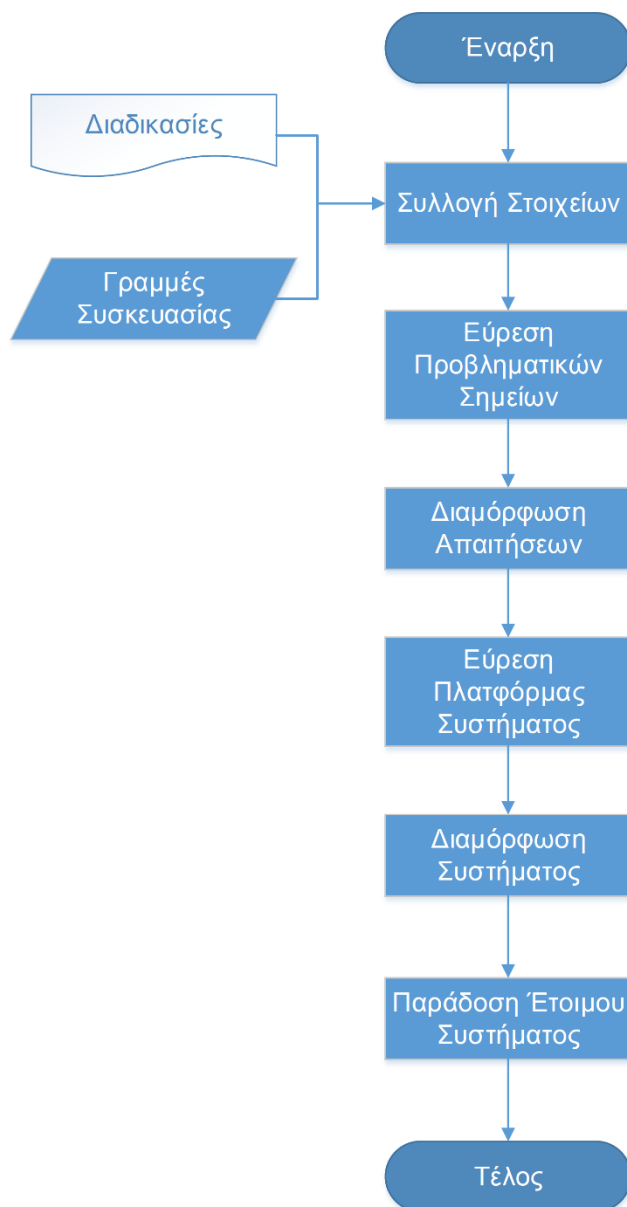 Έναρξη
Διαδικασίες
Συλλογή Στοιχείων
Γραμμές
Συσκευασίας
Εύρεση
Προβληματικών
Σημείων
Διαμόρφωση
Απαιτήσεων
Εύρεση
Πλατφόρμας
Συστήματος
Διαμόρφωση
Συστήματος
Παράδοση Έτοιμου
Συστήματος
Τέλος